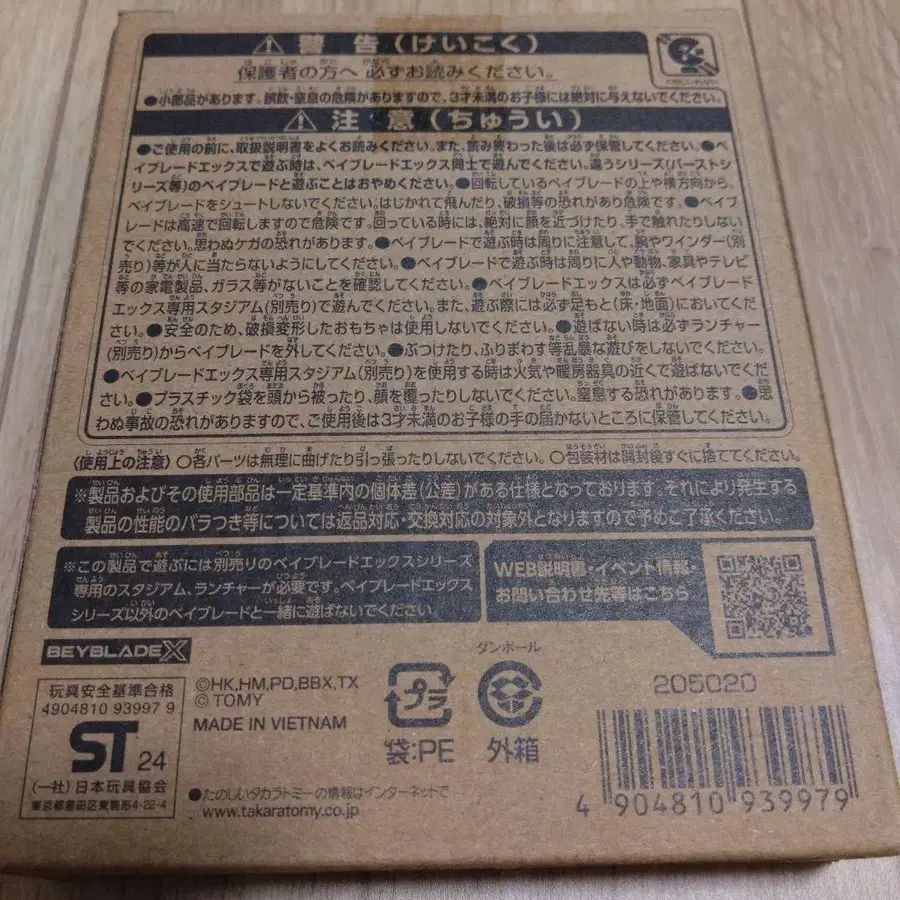 ⚠ 警告(けいこく)
保護者の方へ 必ずお読みください。
●小部品があります。誤飲・窒息の危険がありますので、3才未満のお子様には絶対に与えないでください。
⚠ 注意(ちゅうい)
●ご使用の前に、取扱説明書をよくお読みください。また、読み終わった後は必ず保管してください。●ベ
イブレードエックスで遊ぶ時は、ベイブレードエックス同士で遊んでください。違うシリーズ(バーストシ
リーズ等)のベイブレードと遊ぶことはおやめください。●回転しているベイブレードの上や横方向から、
ベイブレードをシュートしないでください。はじかれて飛んだり、破損等の恐れがあり危険です。●ベイブ
レードは高速で回転しますので危険です。回っている時には、絶対に顔を近づけたり、手で触れたりしない
でください。思わぬケガの恐れがあります。●ベイブレードで遊ぶ時は周りに注意して、腕やワインダー(別
売り)等が人に当たらないようにしてください。●ベイブレードで遊ぶ時は周りに人や動物、家具やテレビ
等の家電製品、ガラス等がないことを確認してください。●ベイブレードエックスは必ずベイブレード
エックス専用スタジアム(別売り)で遊んでください。また、遊ぶ際には必ず足もと(床・地面)においてくだ
さい。●安全のため、破損変形したおもちゃは使用しないでください。●遊ばない時は必ずランチャー
(別売り)からベイブレードを外してください。●ぶつけたり、ふりまわす等乱暴な遊びをしないでください。
●ベイブレードエックス専用スタジアム(別売り)を使用する時は火気や暖房器具の近くで遊ばないでくだ
さい。●プラスチック袋を頭から被ったり、顔を覆ったりしないでください。窒息する恐れがあります。●思
わぬ事故の恐れがありますので、ご使用後は3才未満のお子様の手の届かないところに保管してください。
〈使用上の注意〉○各パーツは無理に曲げたり引っ張ったりしないでください。○包装材は開封後すぐに捨ててください。
※製品およびその使用部品は一定基準内の個体差(公差)がある仕様となっております。それにより発生する
製品の性能のバラつき等については返品対応・交換対応の対象外となりますので予めご了承ください。
※この製品で遊ぶには別売りのベイブレードエックスシリーズ
専用のスタジアム、ランチャーが必要です。ベイブレードエックス
シリーズ以外のベイブレードと一緒に遊ばないでください。
WEB説明書・イベント情報・
お問い合わせ先等はこちら
BEYBLADE X
玩具安全基準合格
4904810 93997 9
ST 24
(一社)日本玩具協会
東京都墨田区東駒形4-22-4
©HK,HM,PD,BBX,TX
© TOMY
MADE IN VIETNAM
プラ
袋:PE
ダンボール
外箱
●たのしいタカラトミーの情報はインターネットで
www.takaratomy.co.jp
205020
4 904810 939979